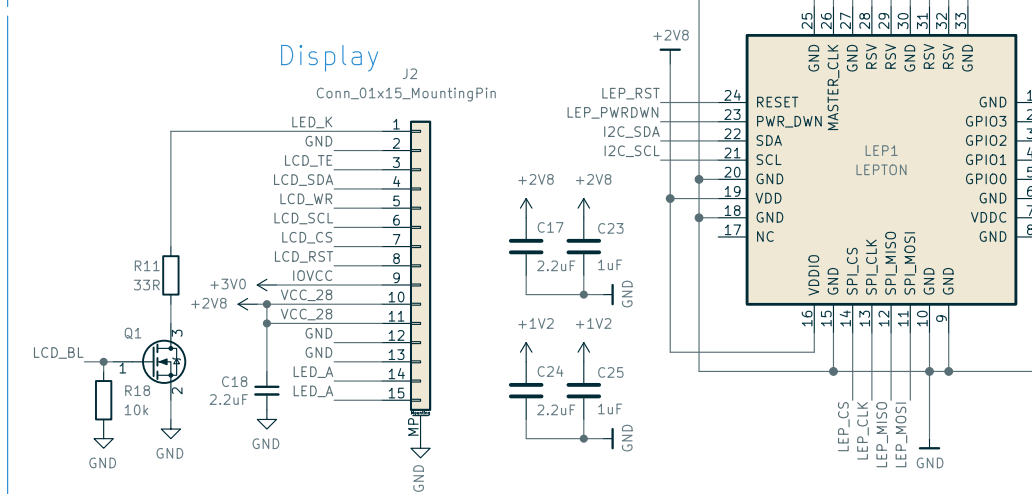 Display
J2
Conn_01x15_MountingPin
LED_K 1
GND 2
LCD_TE 3
LCD_SDA 4
LCD_WR 5
LCD_SCL 6
LCD_CS 7
LCD_RST 8
IOVCC 9
VCC_28 10
VCC_28 11
GND 12
GND 13
LED_A 14
LED_A 15
MP
GND
+3V0
+2V8
R11
33R
Q1
3
1
2
LCD_BL
R18
10k
GND
GND
C18
2.2uF
GND
+2V8
C17
2.2uF
+2V8
C23
1uF
GND
+1V2
C24
2.2uF
+1V2
C25
1uF
GND
+2V8
LEP_RST
LEP_PWRDWN
I2C_SDA
I2C_SCL
25 26 27 28 29 30 31 32 33
GND MASTER_CLK GND RSV RSV GND RSV RSV GND
24 RESET
23 PWR_DWN
22 SDA
21 SCL
20 GND
19 VDD
18 GND
17 NC
LEP1
LEPTON
GND 1
GPIO3 2
GPIO2 3
GPIO1 4
GPIO0 5
GND 6
VDDC 7
GND 8
VDDIO GND SPI_CS SPI_CLK SPI_MISO SPI_MOSI GND GND
16 15 14 13 12 11 10 9
LEP_CS
LEP_CLK
LEP_MISO
LEP_MOSI
GND